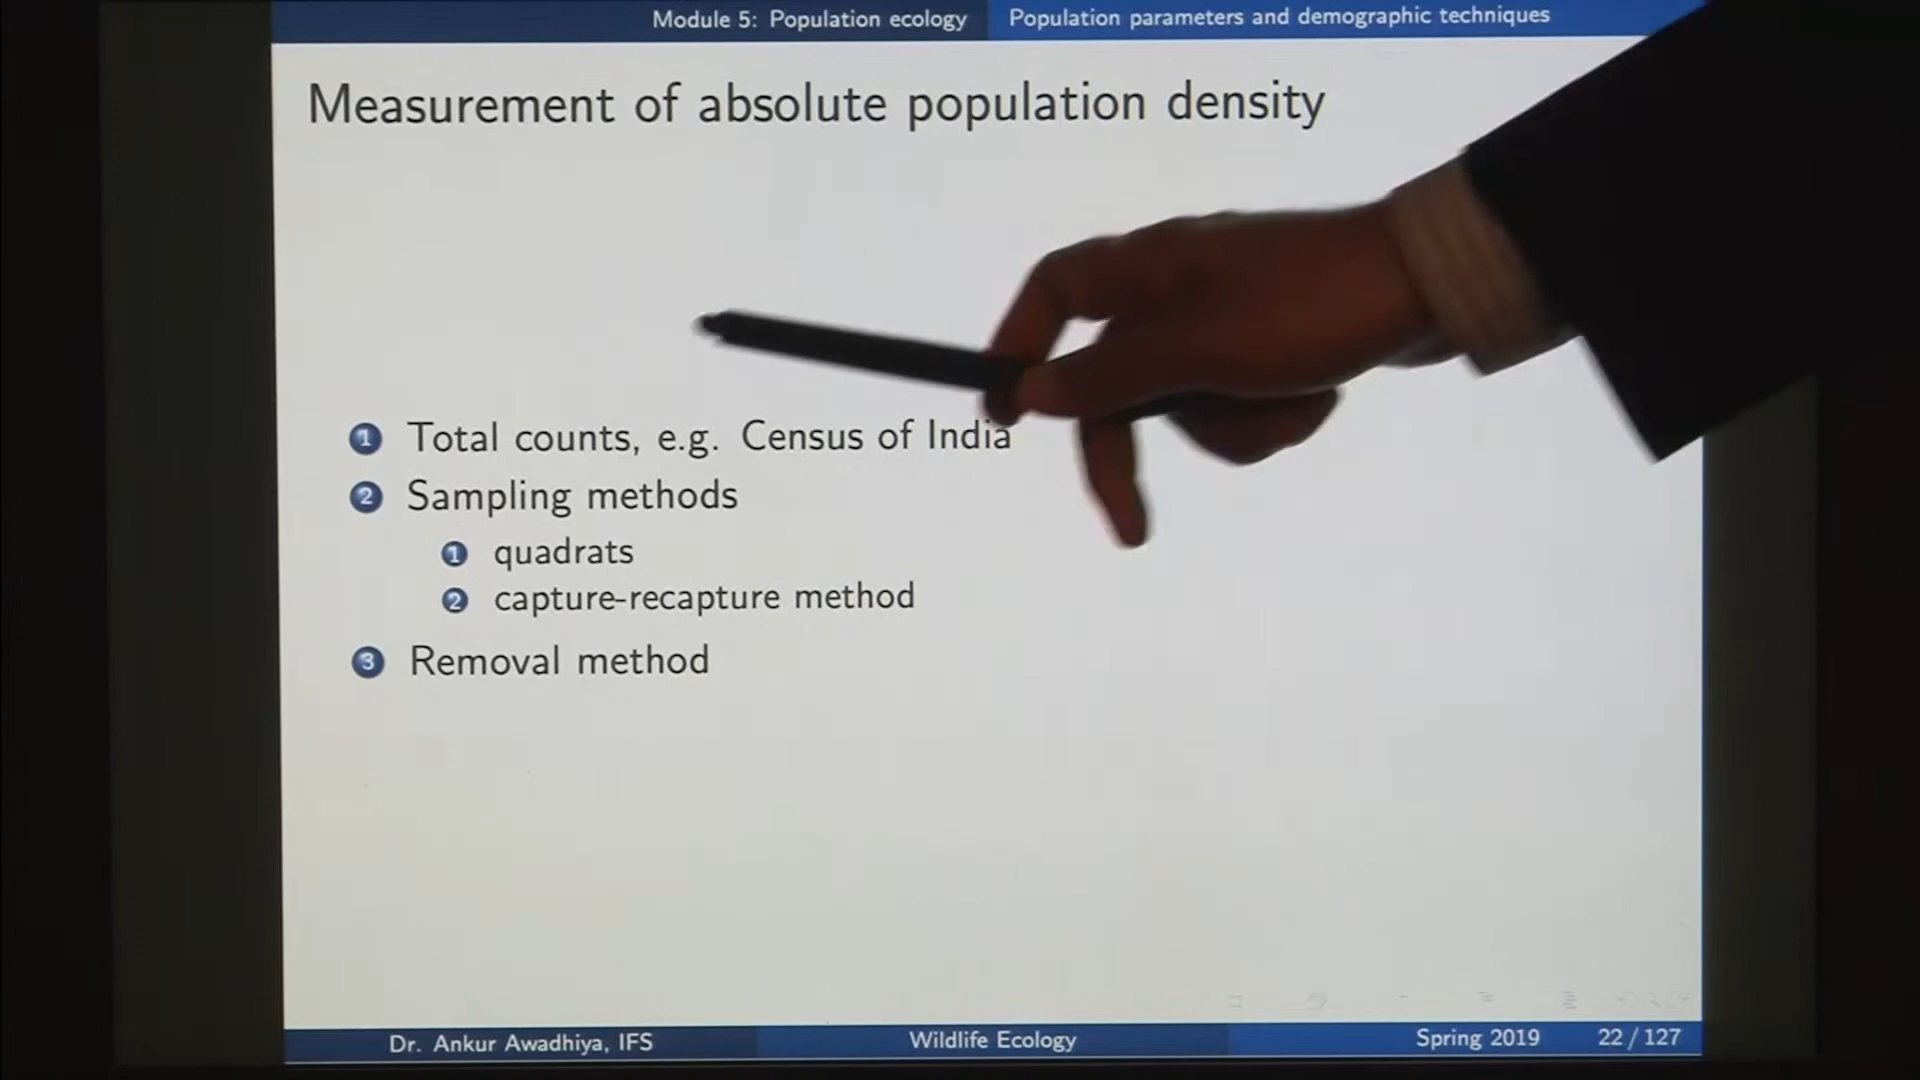 Module 5: Population ecology
Population parameters and demographic techniques
Measurement of absolute population density
1 Total counts, e.g. Census of India
2 Sampling methods
1 quadrats
2 capture-recapture method
3 Removal method
Dr. Ankur Awadhiya, IFS
Wildlife Ecology
Spring 2019
22 / 127